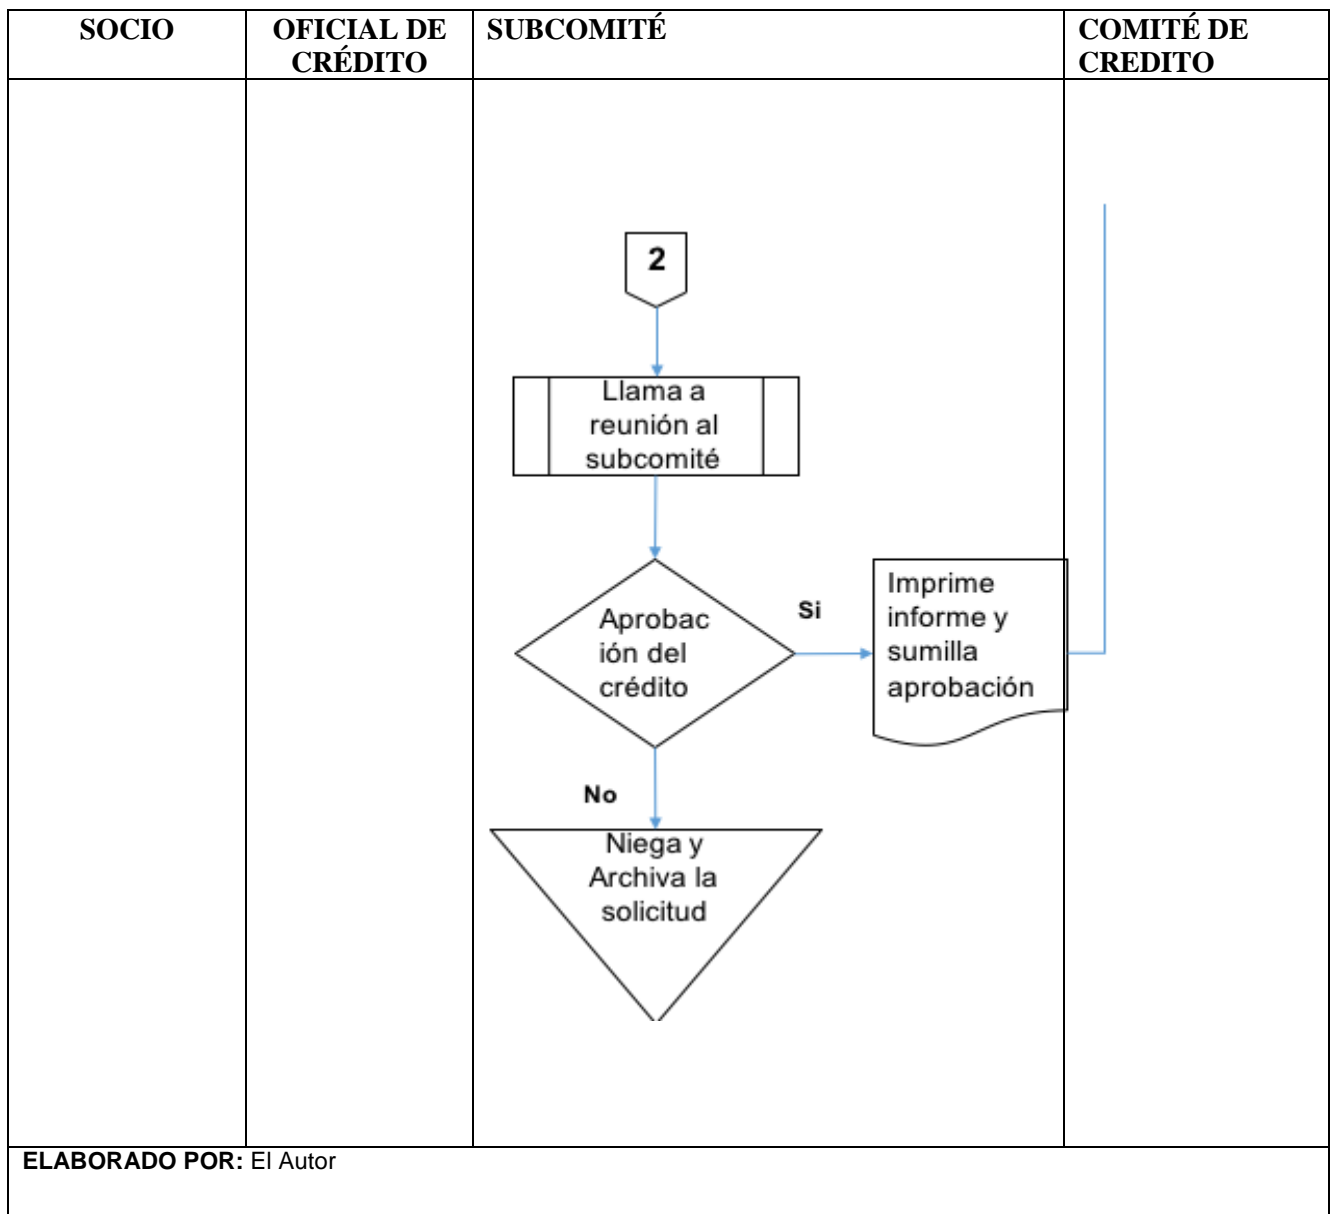 SOCIO
OFICIAL DE
CRÉDITO
SUBCOMITÉ
COMITÉ DE
CREDITO
2
Llama a
reunión al
subcomité
Aprobac
ión del
crédito
Si
Imprime
informe y
sumilla
aprobación
No
Niega y
Archiva la
solicitud
ELABORADO POR: El Autor